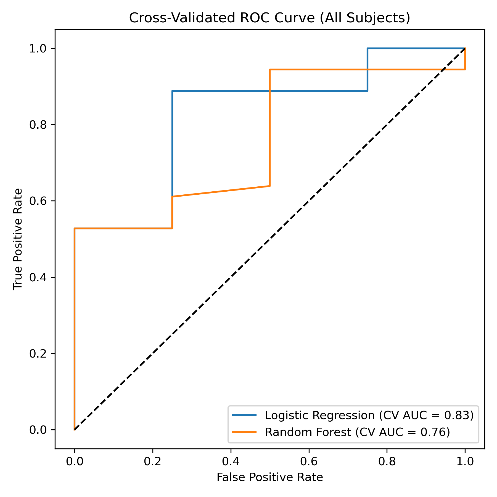 Cross-Validated ROC Curve (All Subjects)
True Positive Rate
1.0
0.8
0.6
0.4
0.2
0.0
0.0 0.2 0.4 0.6 0.8 1.0
False Positive Rate
Logistic Regression (CV AUC = 0.83)
Random Forest (CV AUC = 0.76)